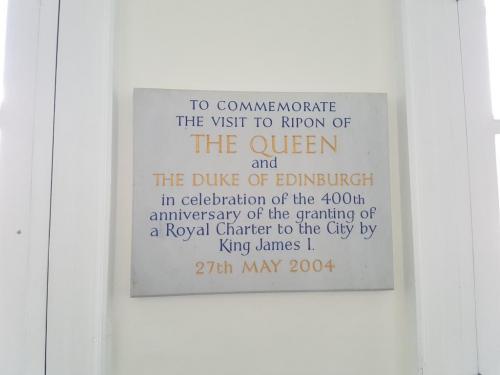 TO COMMEMORATE
THE VISIT TO RIPON OF
THE QUEEN
and
THE DUKE OF EDINBURGH
in celebration of the 400th
anniversary of the granting of
a Royal Charter to the City by
King James I.
27th MAY 2004